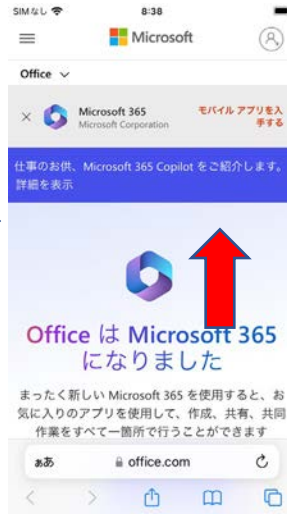 SIMなし 8:38
Microsoft
Office
Microsoft 365
Microsoft Corporation
モバイル アプリを入
手する
仕事のお供、Microsoft 365 Copilot をご紹介します。
詳細を表示
Office は Microsoft 365
になりました
まったく新しい Microsoft 365 を使用すると、お
気に入りのアプリを使用して、作成、共有、共同
作業をすべて一箇所で行うことができます
ぁあ office.com